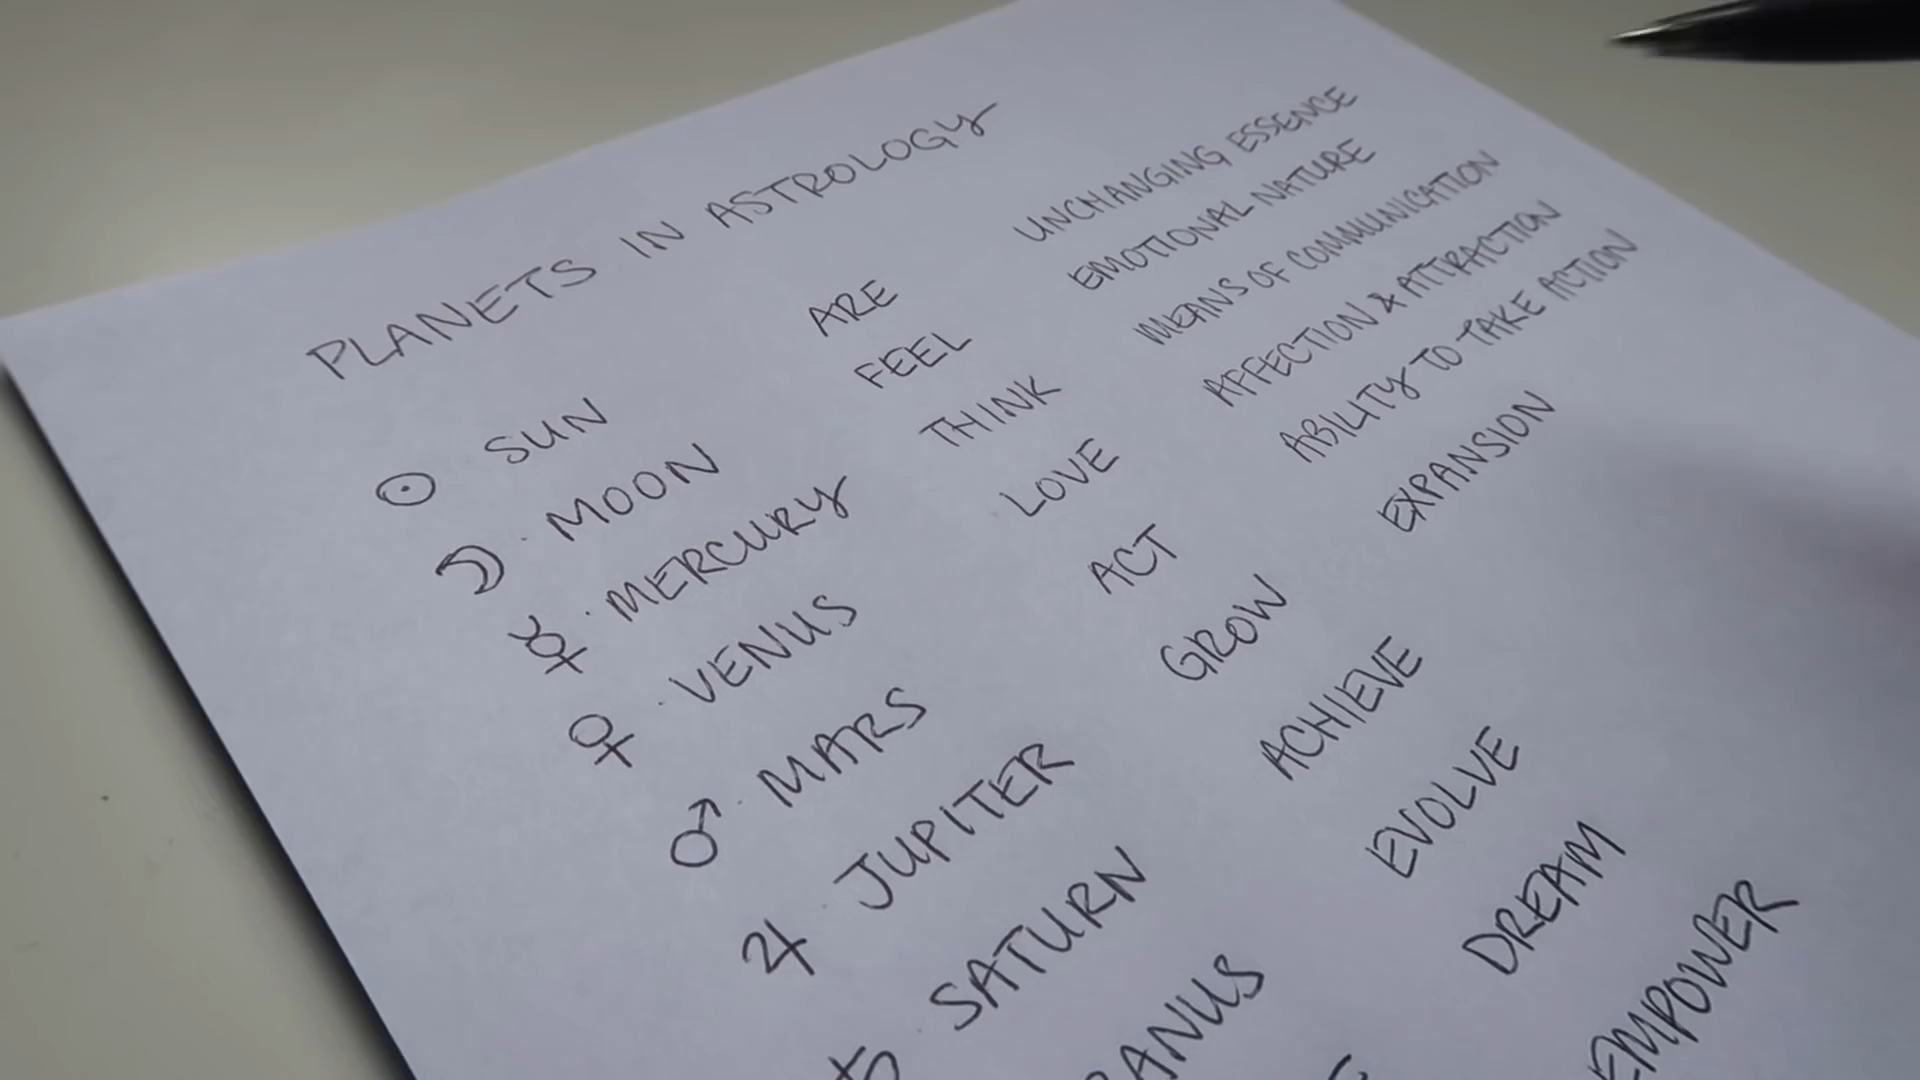 PLANETS IN ASTROLOGY
☉ SUN ARE UNCHANGING ESSENCE
☽ MOON FEEL EMOTIONAL NATURE
☿ MERCURY THINK MEANS OF COMMUNICATION
♀ VENUS LOVE AFFECTION & ATTRACTION
♂ MARS ACT ABILITY TO TAKE ACTION
♃ JUPITER GROW EXPANSION
♄ SATURN ACHIEVE
RANUS EVOLVE
DREAM
EMPOWER